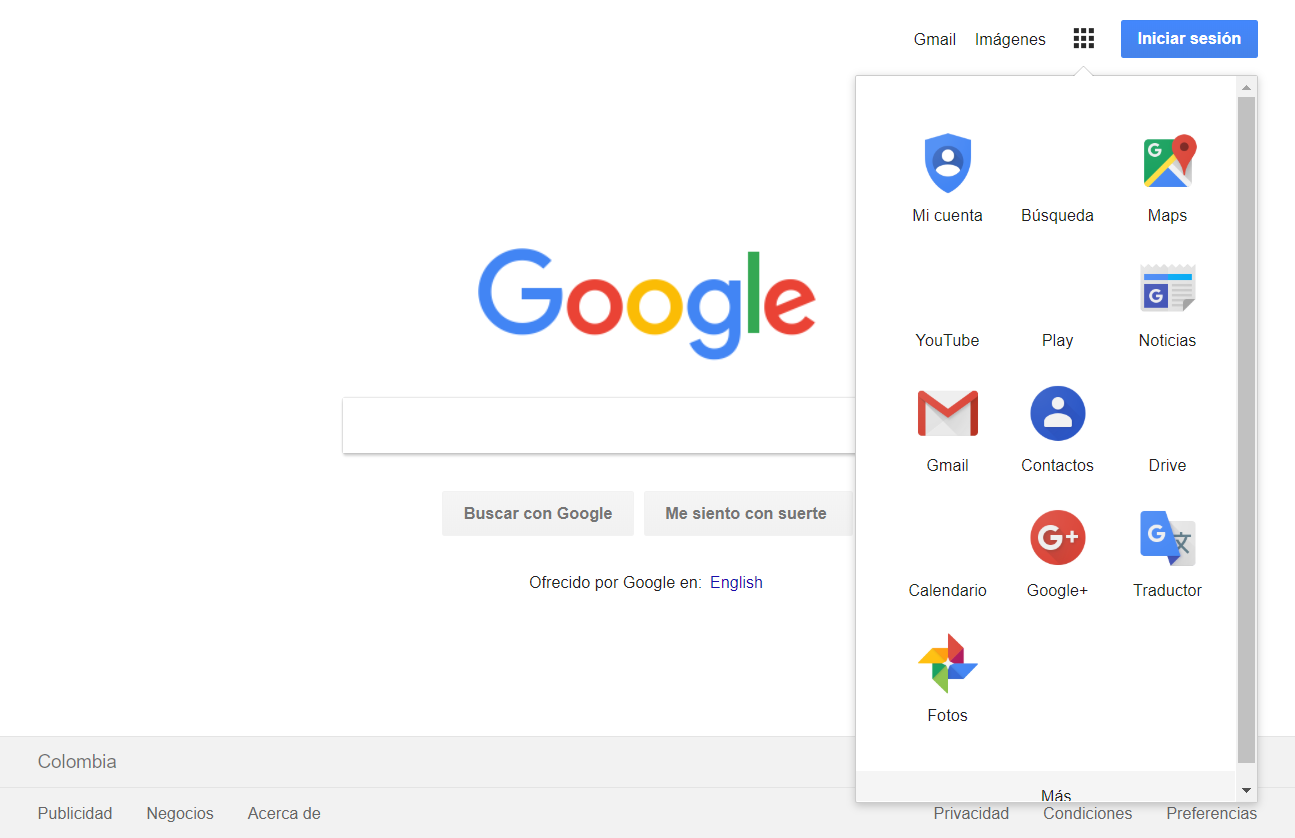 Gmail Imágenes Iniciar sesión
Mi cuenta Búsqueda Maps
YouTube Play Noticias
Gmail Contactos Drive
Calendario Google+ Traductor
Fotos
Más
Google
Buscar con Google Me siento con suerte
Ofrecido por Google en: English
Colombia
Publicidad Negocios Acerca de Privacidad Condiciones Preferencias